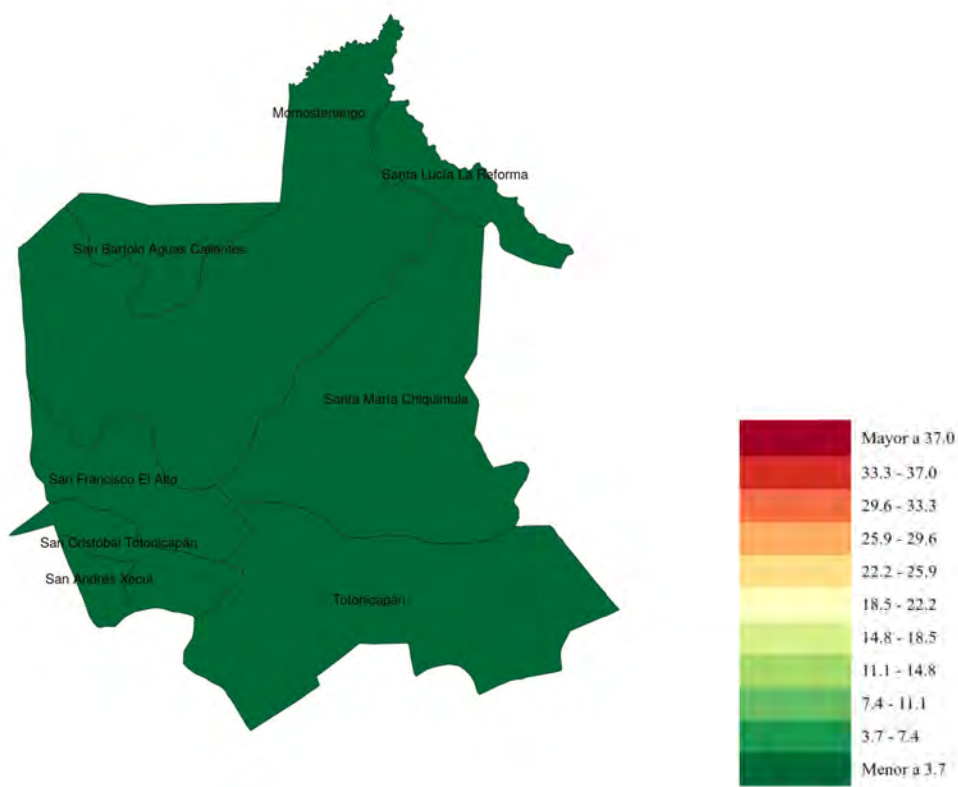 Momostenango
Santa Lucía La Reforma
San Bartolo Aguas Calientes
Santa María Chiquimula
San Francisco El Alto
San Cristóbal Totonicapán
San Andrés Xecul
Totonicapán
Mayor a 37.0
33.3 - 37.0
29.6 - 33.3
25.9 - 29.6
22.2 - 25.9
18.5 - 22.2
14.8 - 18.5
11.1 - 14.8
7.4 - 11.1
3.7 - 7.4
Menor a 3.7